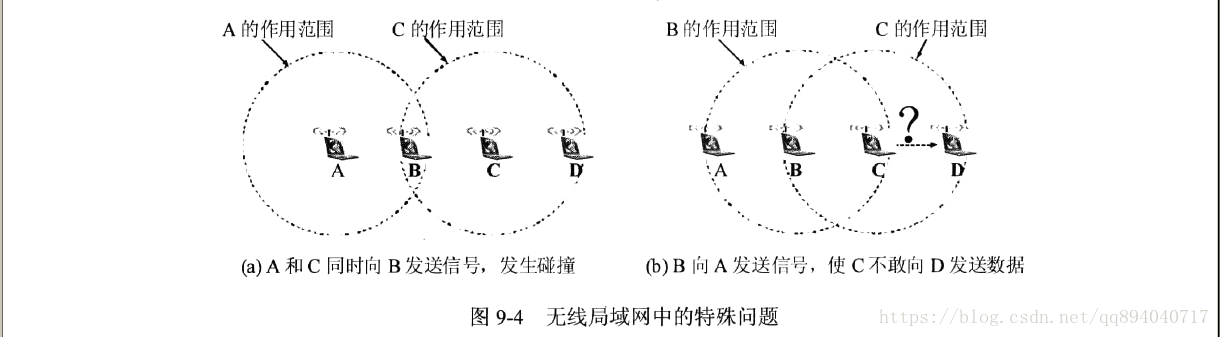 A 的作用范围 C 的作用范围 B 的作用范围 C 的作用范围
?
A B C D A B C D
(a) A 和 C 同时向 B 发送信号，发生碰撞 (b) B 向 A 发送信号，使 C 不敢向 D 发送数据
图 9-4 无线局域网中的特殊问题
https://blog.csdn.net/qq894040717